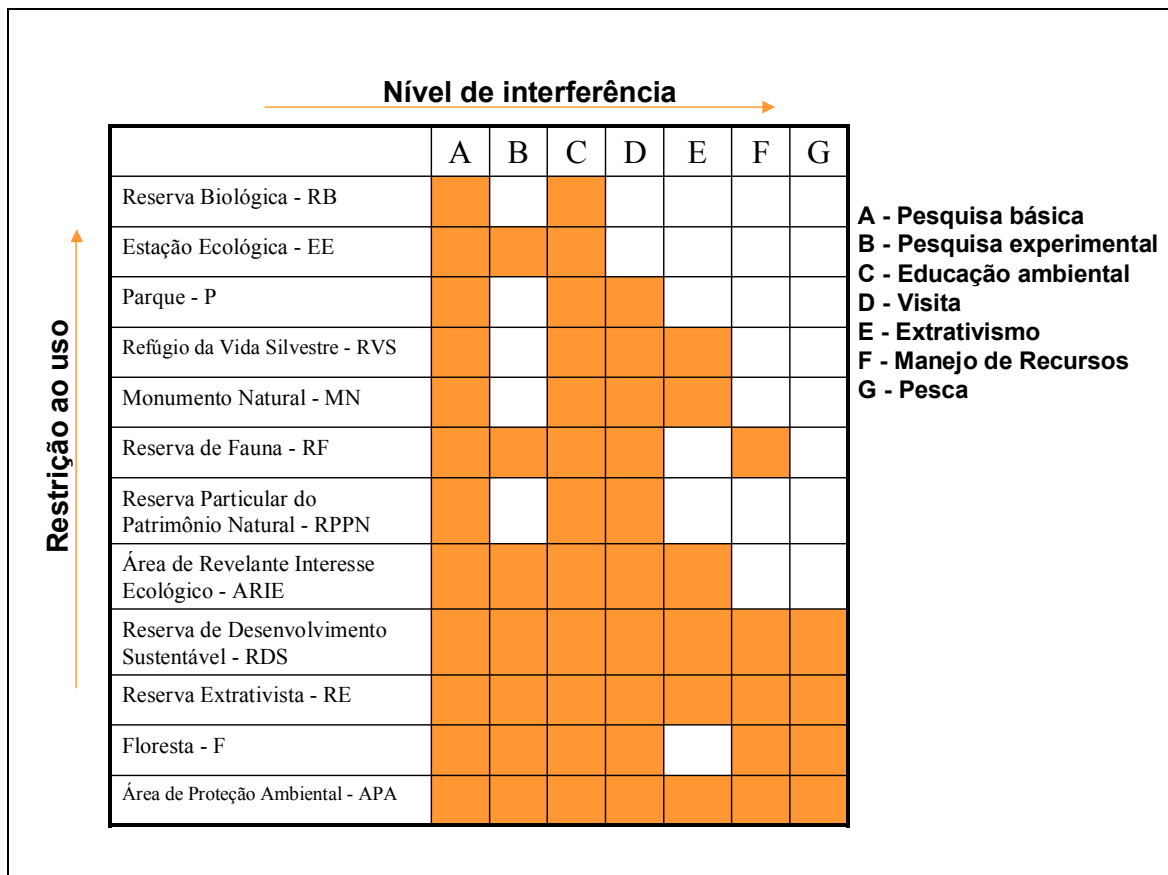 Nível de interferência
A B C D E F G
Reserva Biológica - RB
Estação Ecológica - EE
Parque - P
Refúgio da Vida Silvestre - RVS
Monumento Natural - MN
Reserva de Fauna - RF
Reserva Particular do
Patrimônio Natural - RPPN
Área de Revelante Interesse
Ecológico - ARIE
Reserva de Desenvolvimento
Sustentável - RDS
Reserva Extrativista - RE
Floresta - F
Área de Proteção Ambiental - APA
Restrição ao uso
A - Pesquisa básica
B - Pesquisa experimental
C - Educação ambiental
D - Visita
E - Extrativismo
F - Manejo de Recursos
G - Pesca